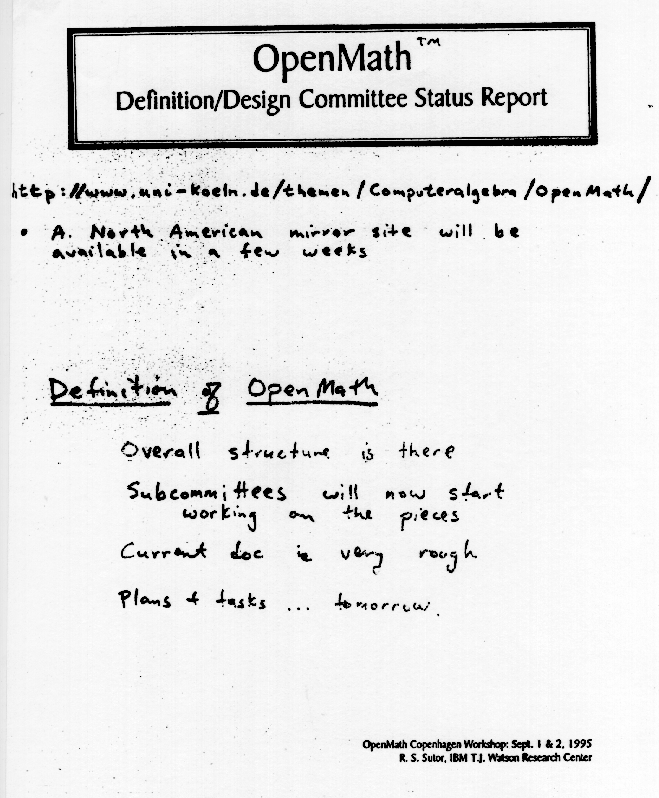 OpenMath™
Definition/Design Committee Status Report
http://www.uni-koeln.de/themen/Computeralgebra/OpenMath/
• A. North American mirror site will be
available in a few weeks
Definition of OpenMath
Overall structure is there
Subcommittees will now start
working on the pieces
Current doc is very rough
Plans & tasks ... tomorrow.
OpenMath Copenhagen Workshop: Sept. 1 & 2, 1995
R. S. Sutor, IBM T.J. Watson Research Center